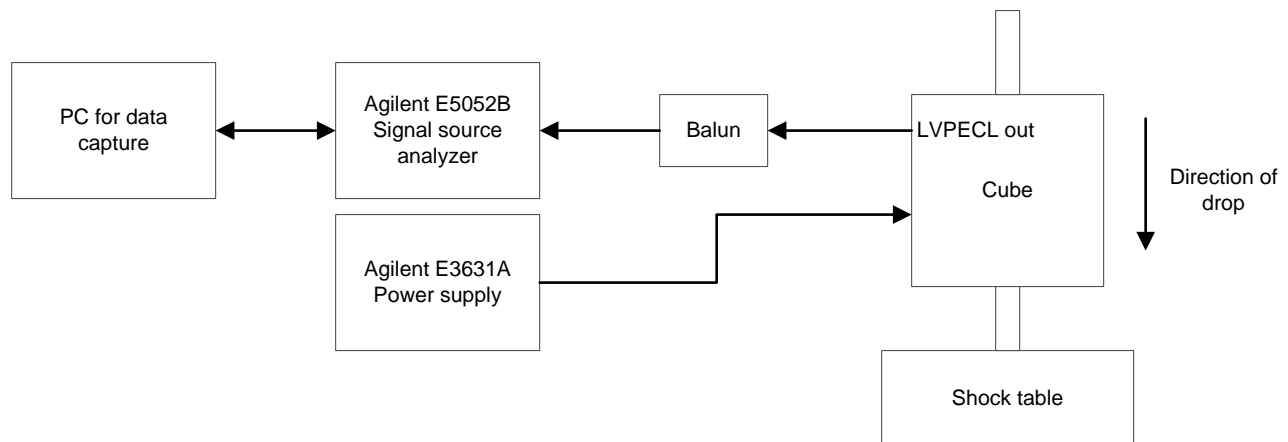 PC for data
capture
Agilent E5052B
Signal source
analyzer
Balun
LVPECL out
Cube
Direction of
drop
Agilent E3631A
Power supply
Shock table